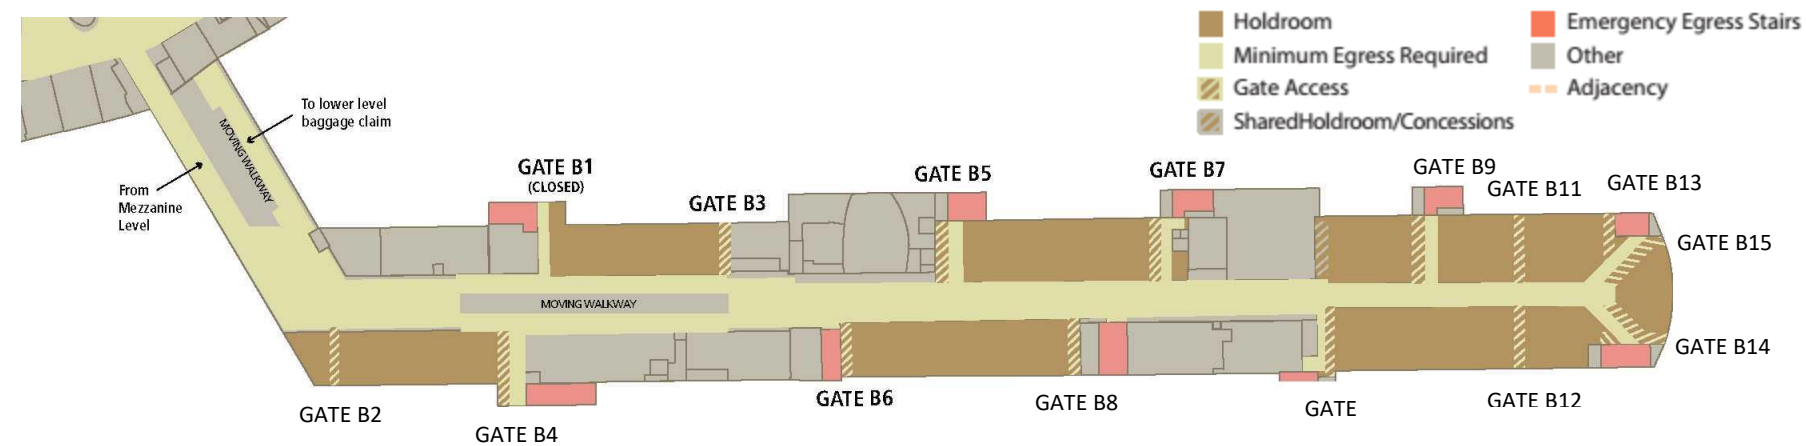 Holdroom
Emergency Egress Stairs
Minimum Egress Required
Other
Gate Access
Adjacency
SharedHoldroom/Concessions
To lower level
baggage claim
MOVING WALKWAY
From
Mezzanine
Level
GATE B1
(CLOSED)
GATE B3
GATE B5
GATE B7
GATE B9
GATE B11
GATE B13
GATE B15
MOVING WALKWAY
GATE B14
GATE B2
GATE B4
GATE B6
GATE B8
GATE
GATE B12